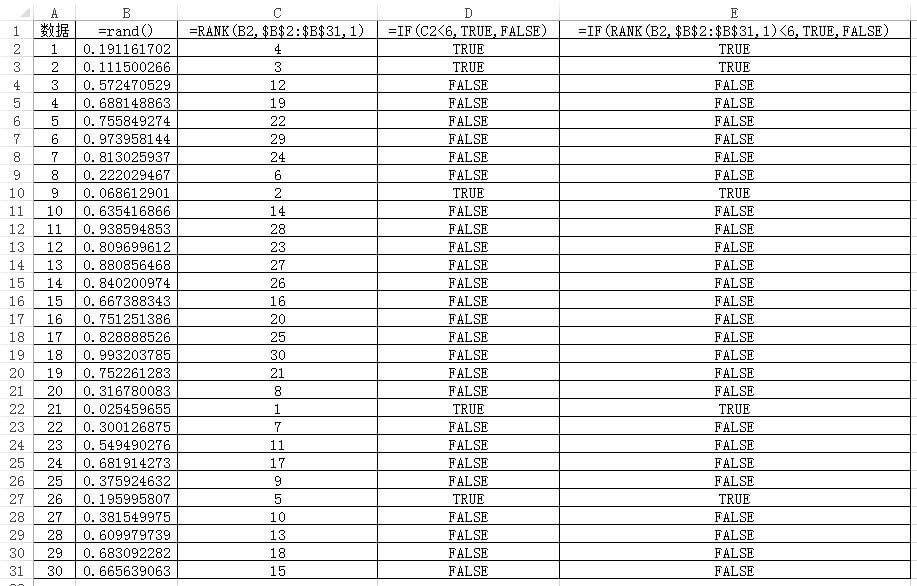 A B C D E
1 数据 =rand() =RANK(B2,$B$2:$B$31,1) =IF(C2<6,TRUE,FALSE) =IF(RANK(B2,$B$2:$B$31,1)<6,TRUE,FALSE)
2 1 0.191161702 4 TRUE TRUE
3 2 0.111500266 3 TRUE TRUE
4 3 0.572470529 12 FALSE FALSE
5 4 0.688148863 19 FALSE FALSE
6 5 0.755849274 22 FALSE FALSE
7 6 0.973958144 29 FALSE FALSE
8 7 0.813025937 24 FALSE FALSE
9 8 0.222029467 6 FALSE FALSE
10 9 0.068612901 2 TRUE TRUE
11 10 0.635416866 14 FALSE FALSE
12 11 0.938594853 28 FALSE FALSE
13 12 0.809699612 23 FALSE FALSE
14 13 0.880856468 27 FALSE FALSE
15 14 0.840200974 26 FALSE FALSE
16 15 0.667388343 16 FALSE FALSE
17 16 0.751251386 20 FALSE FALSE
18 17 0.828888526 25 FALSE FALSE
19 18 0.993203785 30 FALSE FALSE
20 19 0.752261283 21 FALSE FALSE
21 20 0.316780083 8 FALSE FALSE
22 21 0.025459655 1 TRUE TRUE
23 22 0.300126875 7 FALSE FALSE
24 23 0.549490276 11 FALSE FALSE
25 24 0.681914273 17 FALSE FALSE
26 25 0.375924632 9 FALSE FALSE
27 26 0.195995807 5 TRUE TRUE
28 27 0.381549975 10 FALSE FALSE
29 28 0.609979739 13 FALSE FALSE
30 29 0.683092282 18 FALSE FALSE
31 30 0.665639063 15 FALSE FALSE